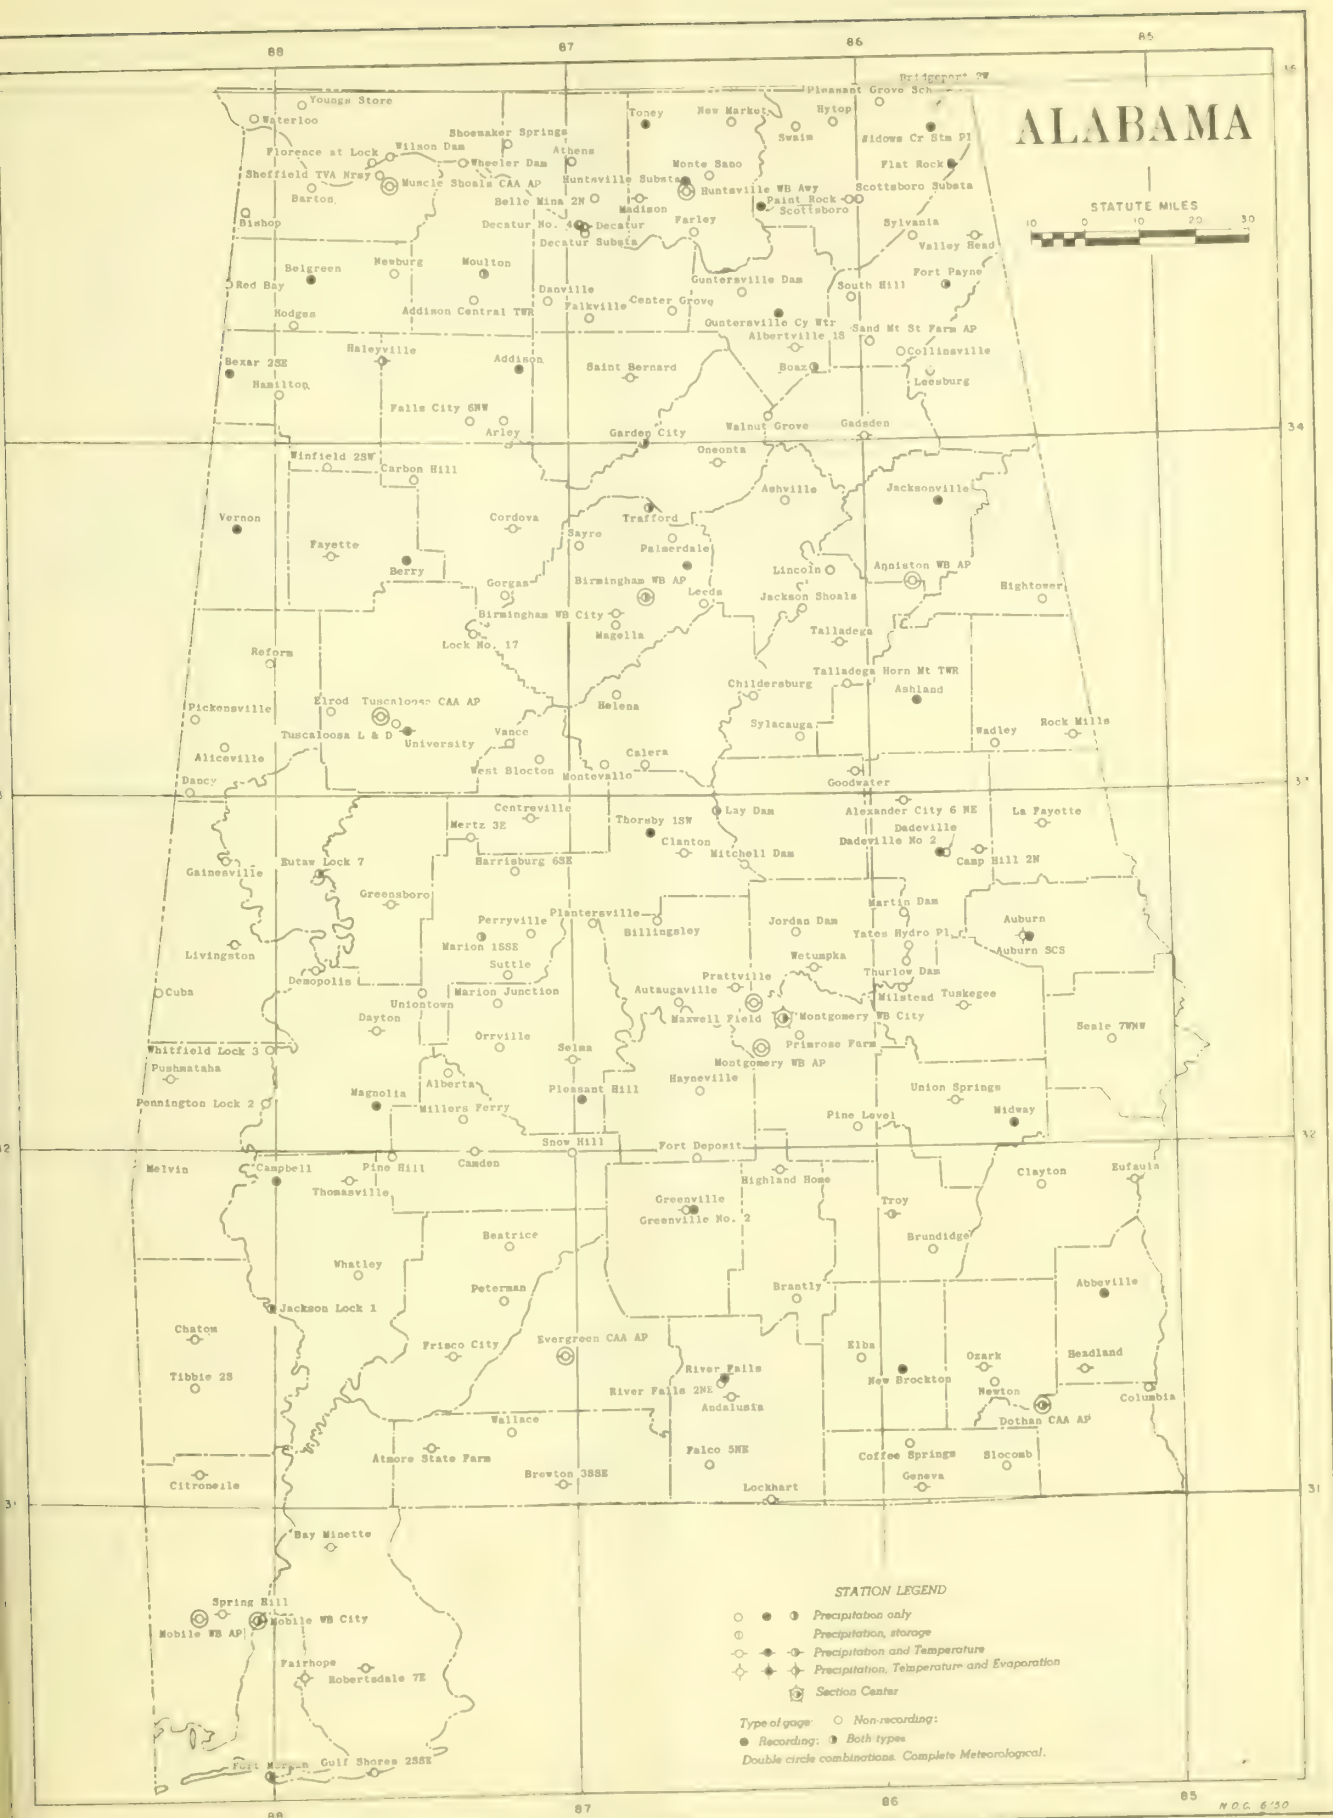 88
87
86
85
ALABAMA
STATUTE MILES
10 0 10 20 30
Bridgeport
Pleasant Grove Sch
Youngs Store
Waterloo
Toney
New Market
Hytop
Swaim
Widows Cr Stm Pl
Shoemaker Springs
Wilson Dam
Florence at Lock
Wheeler Dam
Athens
Monte Sano
Flat Rock
Sheffield TVA Nrsy
Muscle Shoals CAA AP
Huntsville Substa
Huntsville WB Awy
Scottsboro Substa
Barton
Belle Mina 2N
Madison
Paint Rock
Scottsboro
Bishop
Decatur No. 4
Decatur
Farley
Sylvania
Decatur Substa
Valley Head
Belgreen
Newburg
Moulton
Fort Payne
Red Bay
Danville
Guntersville Dam
South Hill
Addison Central TWR
Falkville
Center Grove
Hodges
Guntersville Cy Wtr
Sand Mt St Farm AP
Albertville 1S
Haleyville
Collinsville
Bexar 2SE
Addison
Saint Bernard
Boaz
Leesburg
Hamilton
Falls City 6NW
Arley
Garden City
Walnut Grove
Gadsden
34
Winfield 2SW
Carbon Hill
Oneonta
Ashville
Jacksonville
Vernon
Cordova
Trafford
Fayette
Sayre
Palmerdale
Berry
Lincoln
Anniston WB AP
Gorgas
Birmingham WB AP
Hightower
Birmingham WB City
Leeds
Jackson Shoals
Magella
Lock No. 17
Talladega
Reform
Talladega Horn Mt TWR
Childersburg
Ashland
Pickensville
Elrod
Tuscaloosa CAA AP
Helena
Sylacauga
Rock Mills
Tuscaloosa L & D
University
Vance
Wadley
Aliceville
West Blocton
Montevallo
Calera
Goodwater
Dancy
Centreville
Lay Dam
Alexander City 6 NE
La Fayette
Mertz 3E
Thorsby 1SW
Dadeville
Dadeville No 2
Camp Hill 2N
Clanton
Mitchell Dam
Gainesville
Eutaw Lock 7
Harrisburg 6SE
Greensboro
Martin Dam
Perryville
Plantersville
Billingsley
Jordan Dam
Auburn
Marion 1SSE
Yates Hydro Pl
Auburn SCS
Livingston
Suttle
Wetumpka
Thurlow Dam
Demopolis
Prattville
Cuba
Uniontown
Marion Junction
Autaugaville
Milstead
Tuskegee
Dayton
Maxwell Field
Montgomery WB City
Seale 7WNW
Orrville
Primrose Farm
Whitfield Lock 3
Selma
Montgomery WB AP
Pushmataha
Alberta
Hayneville
Union Springs
Magnolia
Pleasant Hill
Pennington Lock 2
Millers Ferry
Pine Level
Midway
Snow Hill
Fort Deposit
32
Melvin
Campbell
Pine Hill
Camden
Highland Home
Clayton
Eufaula
Thomasville
Greenville
Troy
Greenville No. 2
Beatrice
Brundidge
Whatley
Peterman
Brantly
Abbeville
Jackson Lock 1
Chatom
Frisco City
Evergreen CAA AP
Elba
Ozark
Headland
Tibbie 2S
River Falls
New Brockton
Newton
Columbia
River Falls 2NE
Andalusia
Dothan CAA AP
Wallace
Atmore State Farm
Falco 5NE
Coffee Springs
Slocomb
Citronelle
Brewton 3SSE
Geneva
Lockhart
31
Bay Minette
Spring Hill
Mobile WB AP
Mobile WB City
Fairhope
Robertsdale 7E
Fort Morgan
Gulf Shores 2SSE
STATION LEGEND
Precipitation only
Precipitation, storage
Precipitation and Temperature
Precipitation, Temperature and Evaporation
Section Center
Type of gage: Non-recording:
Recording: Both types
Double circle combinations. Complete Meteorological.
88
87
86
85
N.O.C. 6'50